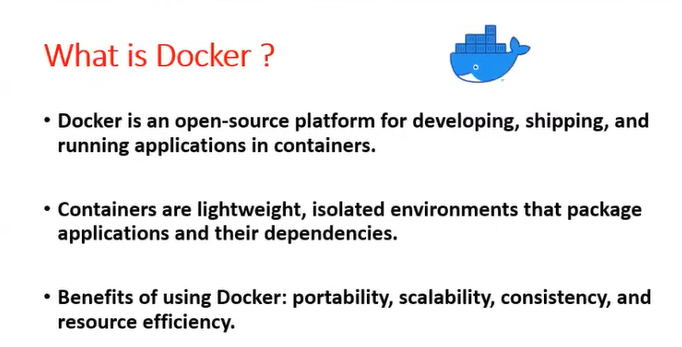 What is Docker ?
• Docker is an open-source platform for developing, shipping, and
running applications in containers.
• Containers are lightweight, isolated environments that package
applications and their dependencies.
• Benefits of using Docker: portability, scalability, consistency, and
resource efficiency.